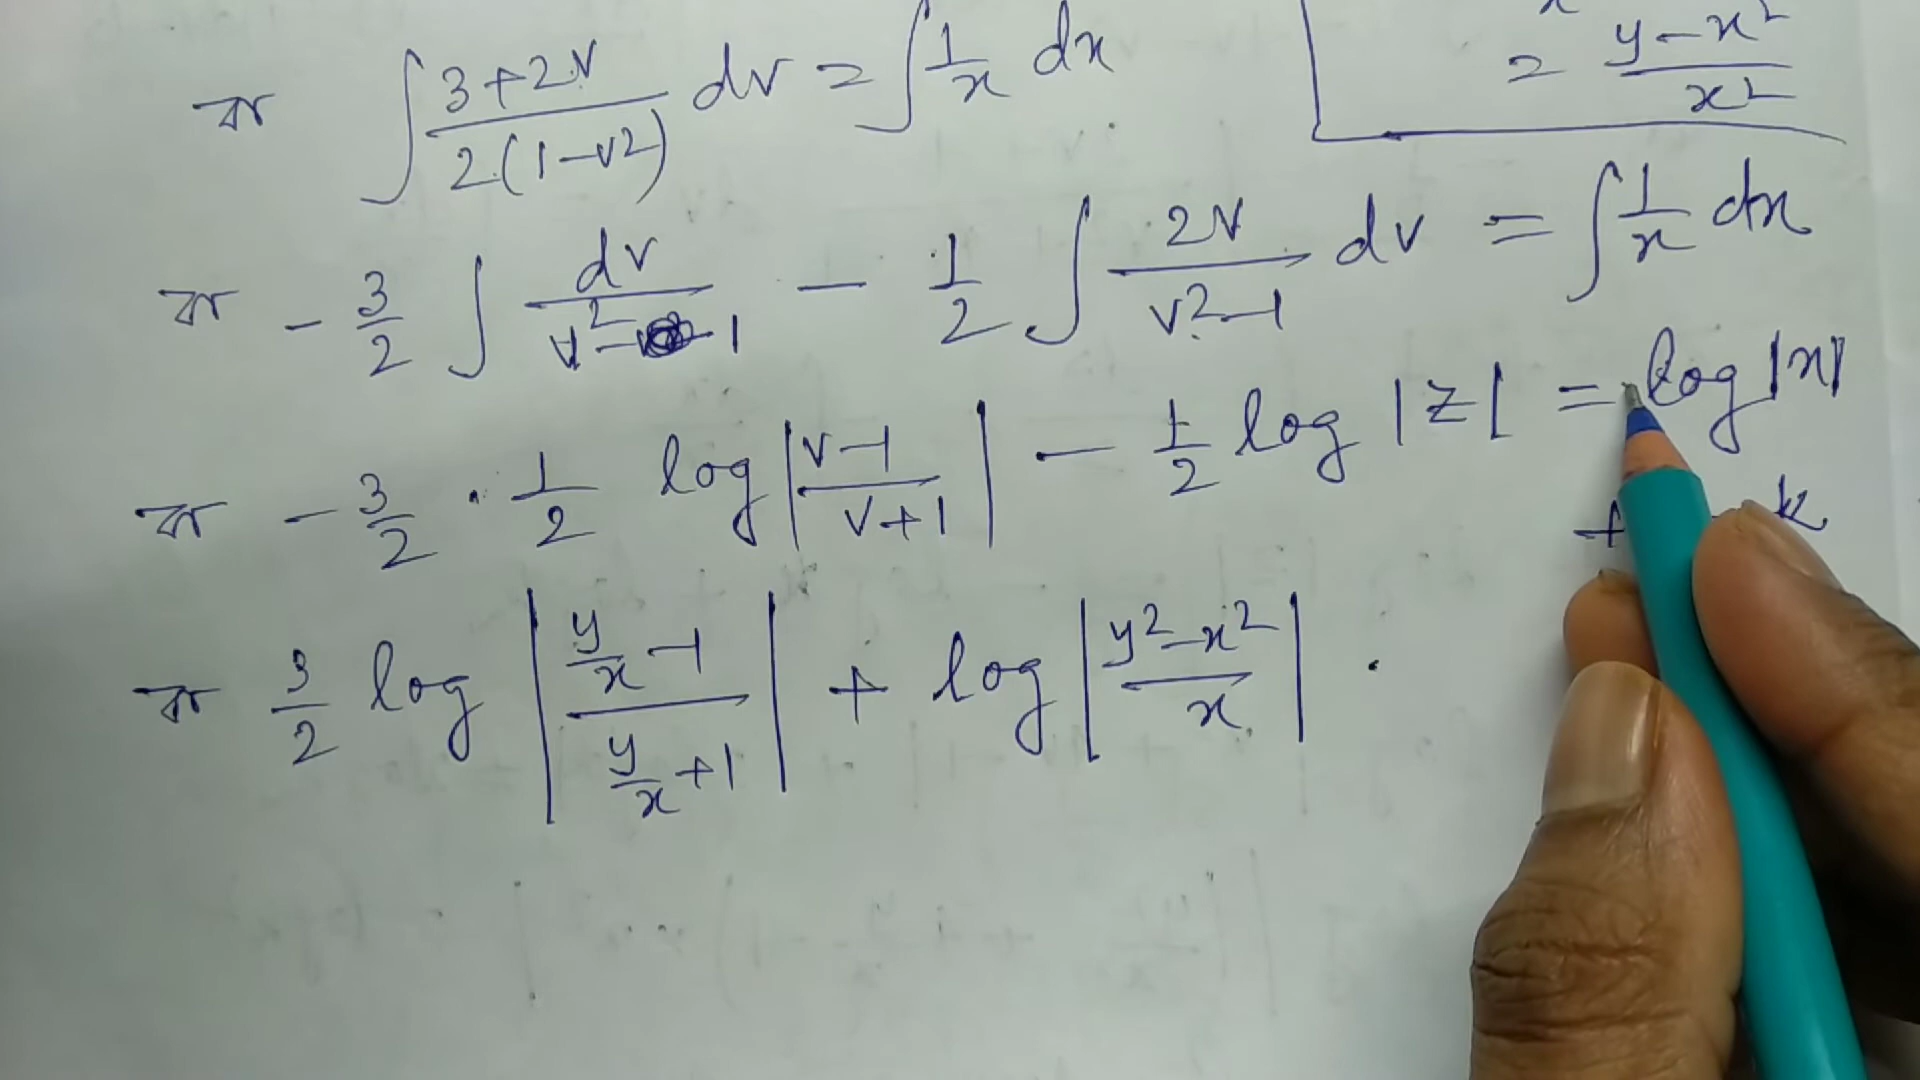 বা ∫ (3+2v)/(2(1-v²)) dv = ∫ 1/x dx
= (y-x²)/x²
বা - 3/2 ∫ dv/(v²-1) - 1/2 ∫ 2v/(v²-1) dv = ∫ 1/x dx
বা - 3/2 · 1/2 log |(v-1)/(v+1)| - 1/2 log |z| = log |x|
+ k
বা 3/2 log |(y/x -1)/(y/x +1)| + log |(y²-x²)/x| .